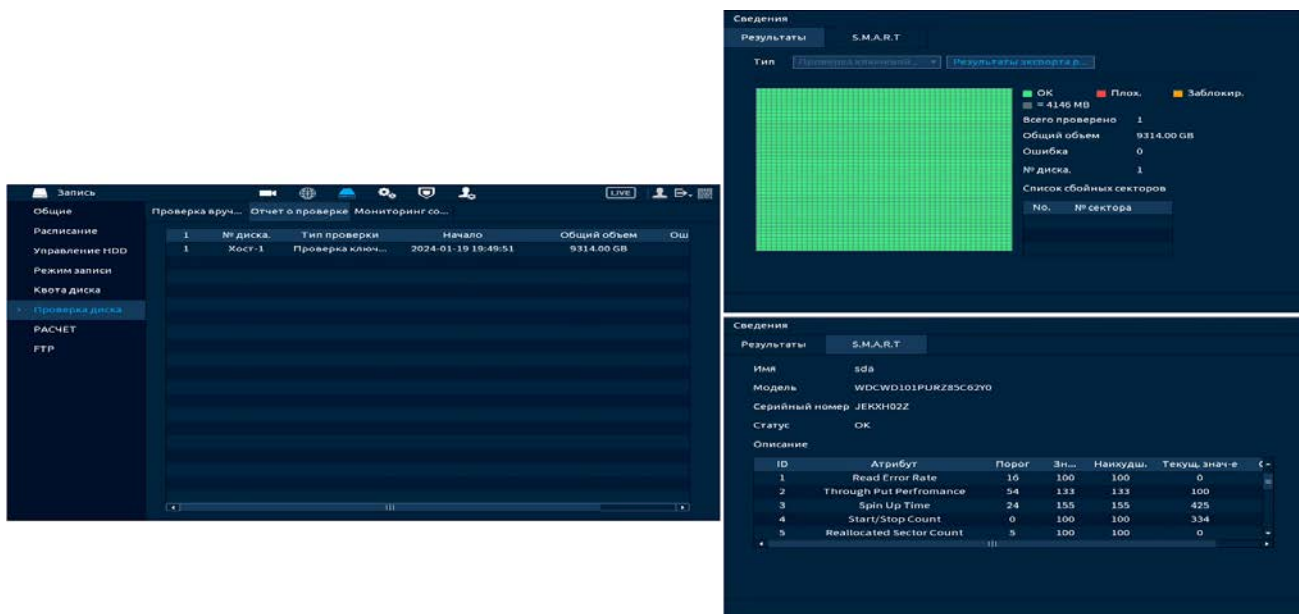 Запись
LIVE
Общие
Расписание
Управление HDD
Режим записи
Квота диска
Проверка диска
РАСЧЕТ
FTP
Проверка вруч... Отчет о проверке Мониторинг со...
1 № диска. Тип проверки Начало Общий объем Ош
1 Хост-1 Проверка ключ... 2024-01-19 19:49:51 9314.00 GB
Сведения
Результаты S.M.A.R.T
Тип Проверка ключевой . Результаты экспорта р...
OK Плох. Заблокир.
= 4146 MB
Всего проверено 1
Общий объем 9314.00 GB
Ошибка 0
№ диска. 1
Список сбойных секторов
No. № сектора
Сведения
Результаты S.M.A.R.T
Имя sda
Модель WDCWD101PURZ85C62Y0
Серийный номер JEKXH02Z
Статус OK
Описание
ID Атрибут Порог Зн... Наихудш. Текущ. знач-е
1 Read Error Rate 16 100 100 0
2 Through Put Perfromance 54 133 133 100
3 Spin Up Time 24 155 155 425
4 Start/Stop Count 0 100 100 334
5 Reallocated Sector Count 5 100 100 0